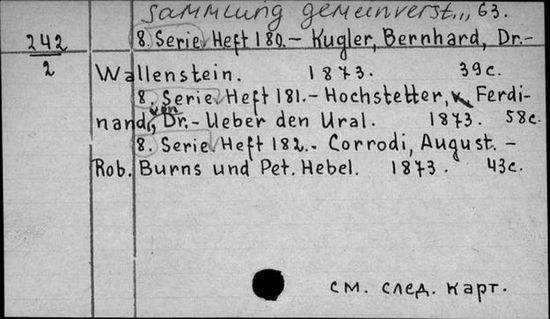 Sammlung gemeinverst.,, 63.
242 8. Serie Heft 180.- Kugler, Bernhard, Dr.-
2 Wallenstein. 1873. 39c.
8. Serie Heft 181.- Hochstetter, Ferdi-
nand, von Dr.- Ueber den Ural. 1873. 58c.
8. Serie Heft 182.- Corrodi, August. -
Rob. Burns und Pet. Hebel. 1873. 43c.
см. след. карт.